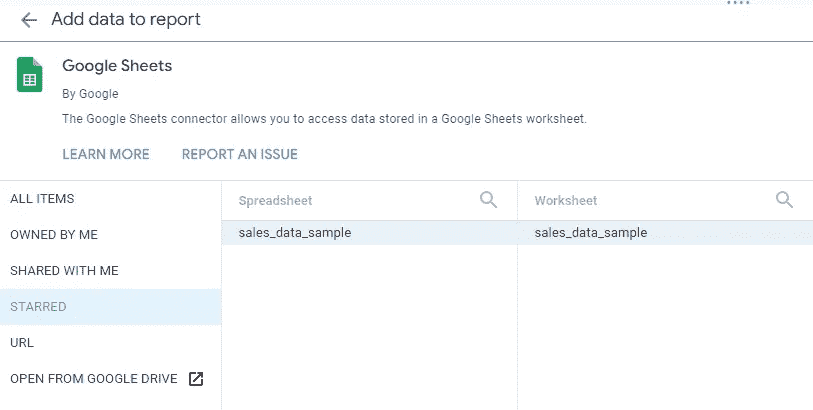 Add data to report
Google Sheets
By Google
The Google Sheets connector allows you to access data stored in a Google Sheets worksheet.
LEARN MORE REPORT AN ISSUE
ALL ITEMS
OWNED BY ME
SHARED WITH ME
STARRED
URL
OPEN FROM GOOGLE DRIVE
Spreadsheet
sales_data_sample
Worksheet
sales_data_sample